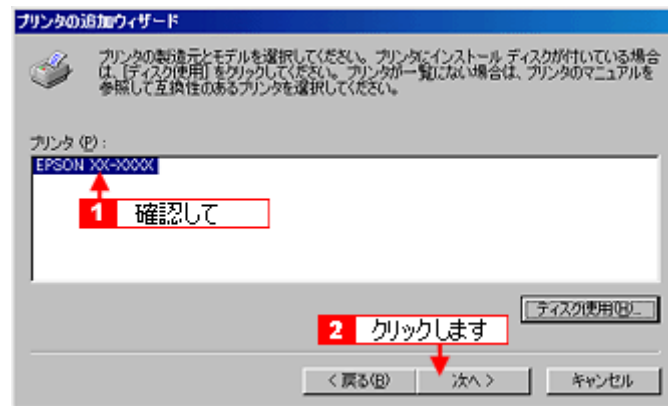 プリンタの追加ウィザード
プリンタの製造元とモデルを選択してください。プリンタにインストール ディスクが付いている場合
は、[ディスク使用] をクリックしてください。プリンタが一覧にない場合は、プリンタのマニュアルを
参照して互換性のあるプリンタを選択してください。
プリンタ (P) :
EPSON XX-XXXX
1 確認して
ディスク使用(H)...
2 クリックします
< 戻る(B)
次へ >
キャンセル